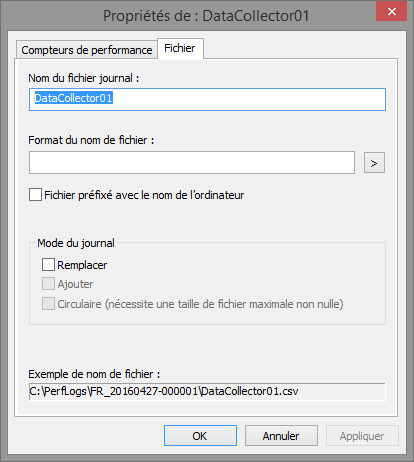 Propriétés de : DataCollector01
Compteurs de performance
Fichier
Nom du fichier journal :
DataCollector01
Format du nom de fichier :
>
Fichier préfixé avec le nom de l'ordinateur
Mode du journal
Remplacer
Ajouter
Circulaire (nécessite une taille de fichier maximale non nulle)
Exemple de nom de fichier :
C:\PerfLogs\FR_20160427-000001\DataCollector01.csv
OK
Annuler
Appliquer